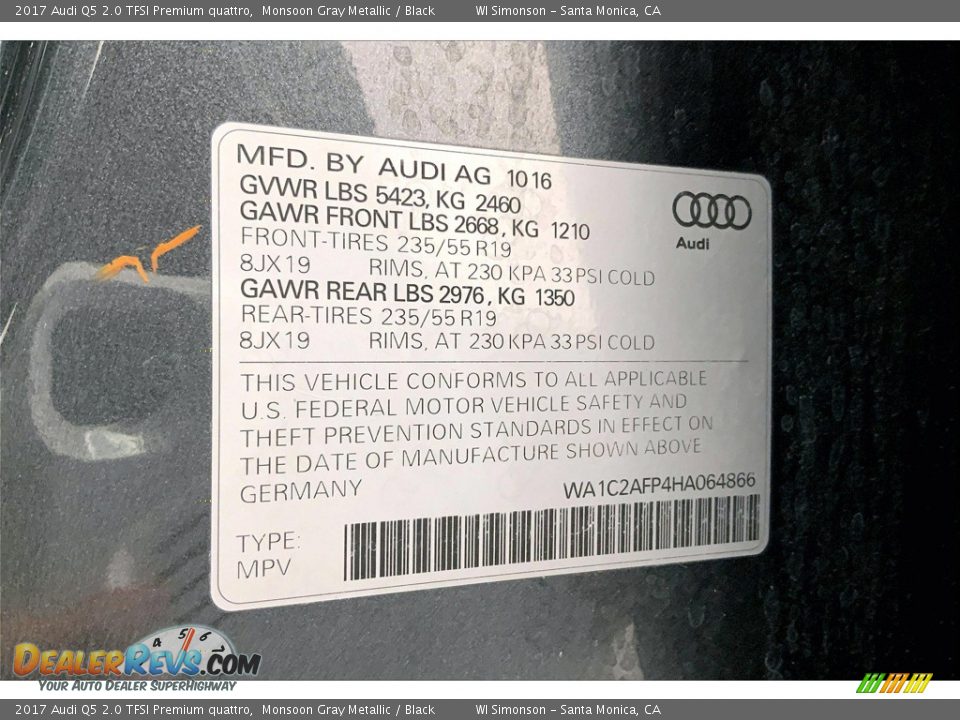 2017 Audi Q5 2.0 TFSI Premium quattro, Monsoon Gray Metallic / Black WI Simonson - Santa Monica, CA
MFD. BY AUDI AG 10 16
GVWR LBS 5423, KG 2460
GAWR FRONT LBS 2668, KG 1210
FRONT-TIRES 235/55 R19
8JX19 RIMS, AT 230 KPA 33 PSI COLD
GAWR REAR LBS 2976, KG 1350
REAR-TIRES 235/55 R19
8JX19 RIMS, AT 230 KPA 33 PSI COLD
Audi
THIS VEHICLE CONFORMS TO ALL APPLICABLE
U.S. FEDERAL MOTOR VEHICLE SAFETY AND
THEFT PREVENTION STANDARDS IN EFFECT ON
THE DATE OF MANUFACTURE SHOWN ABOVE
GERMANY WA1C2AFP4HA064866
TYPE:
MPV
4 5 6 7
DEALERREVS.COM
YOUR AUTO DEALER SUPERHIGHWAY
2017 Audi Q5 2.0 TFSI Premium quattro, Monsoon Gray Metallic / Black WI Simonson - Santa Monica, CA